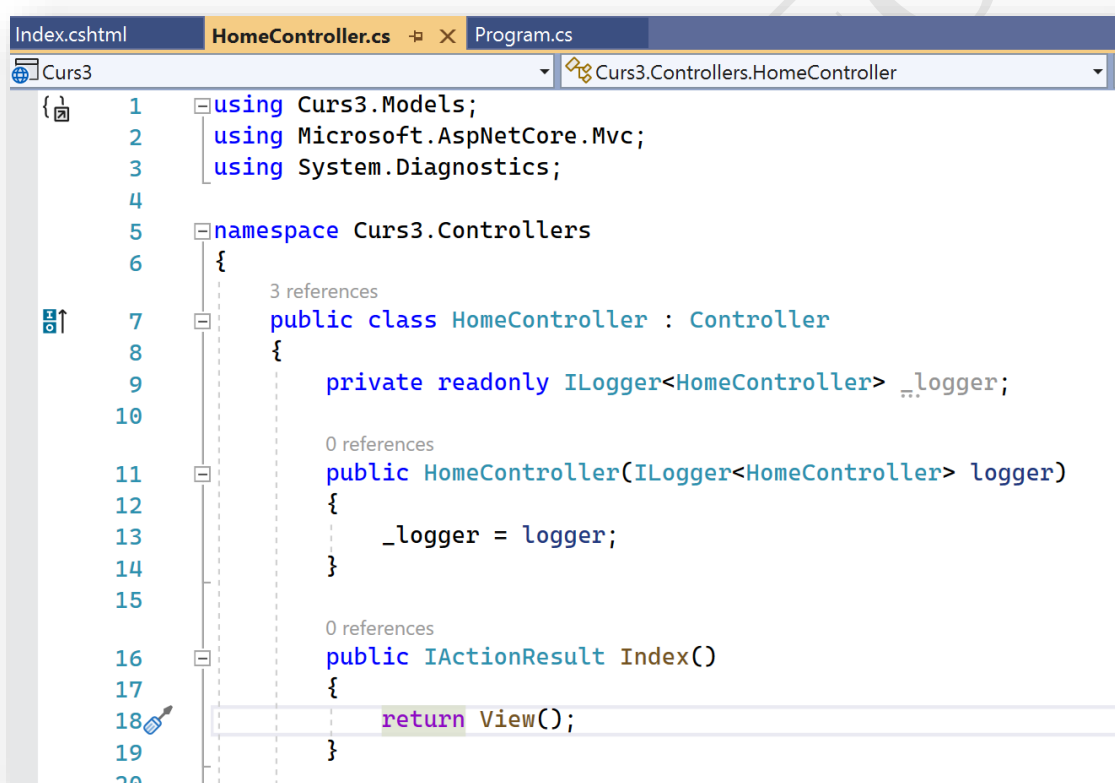 Index.cshtml HomeController.cs Program.cs
Curs3 Curs3.Controllers.HomeController
1 using Curs3.Models;
2 using Microsoft.AspNetCore.Mvc;
3 using System.Diagnostics;
4
5 namespace Curs3.Controllers
6 {
3 references
7 public class HomeController : Controller
8 {
9 private readonly ILogger<HomeController> _logger;
10
0 references
11 public HomeController(ILogger<HomeController> logger)
12 {
13 _logger = logger;
14 }
15
0 references
16 public IActionResult Index()
17 {
18 return View();
19 }
20